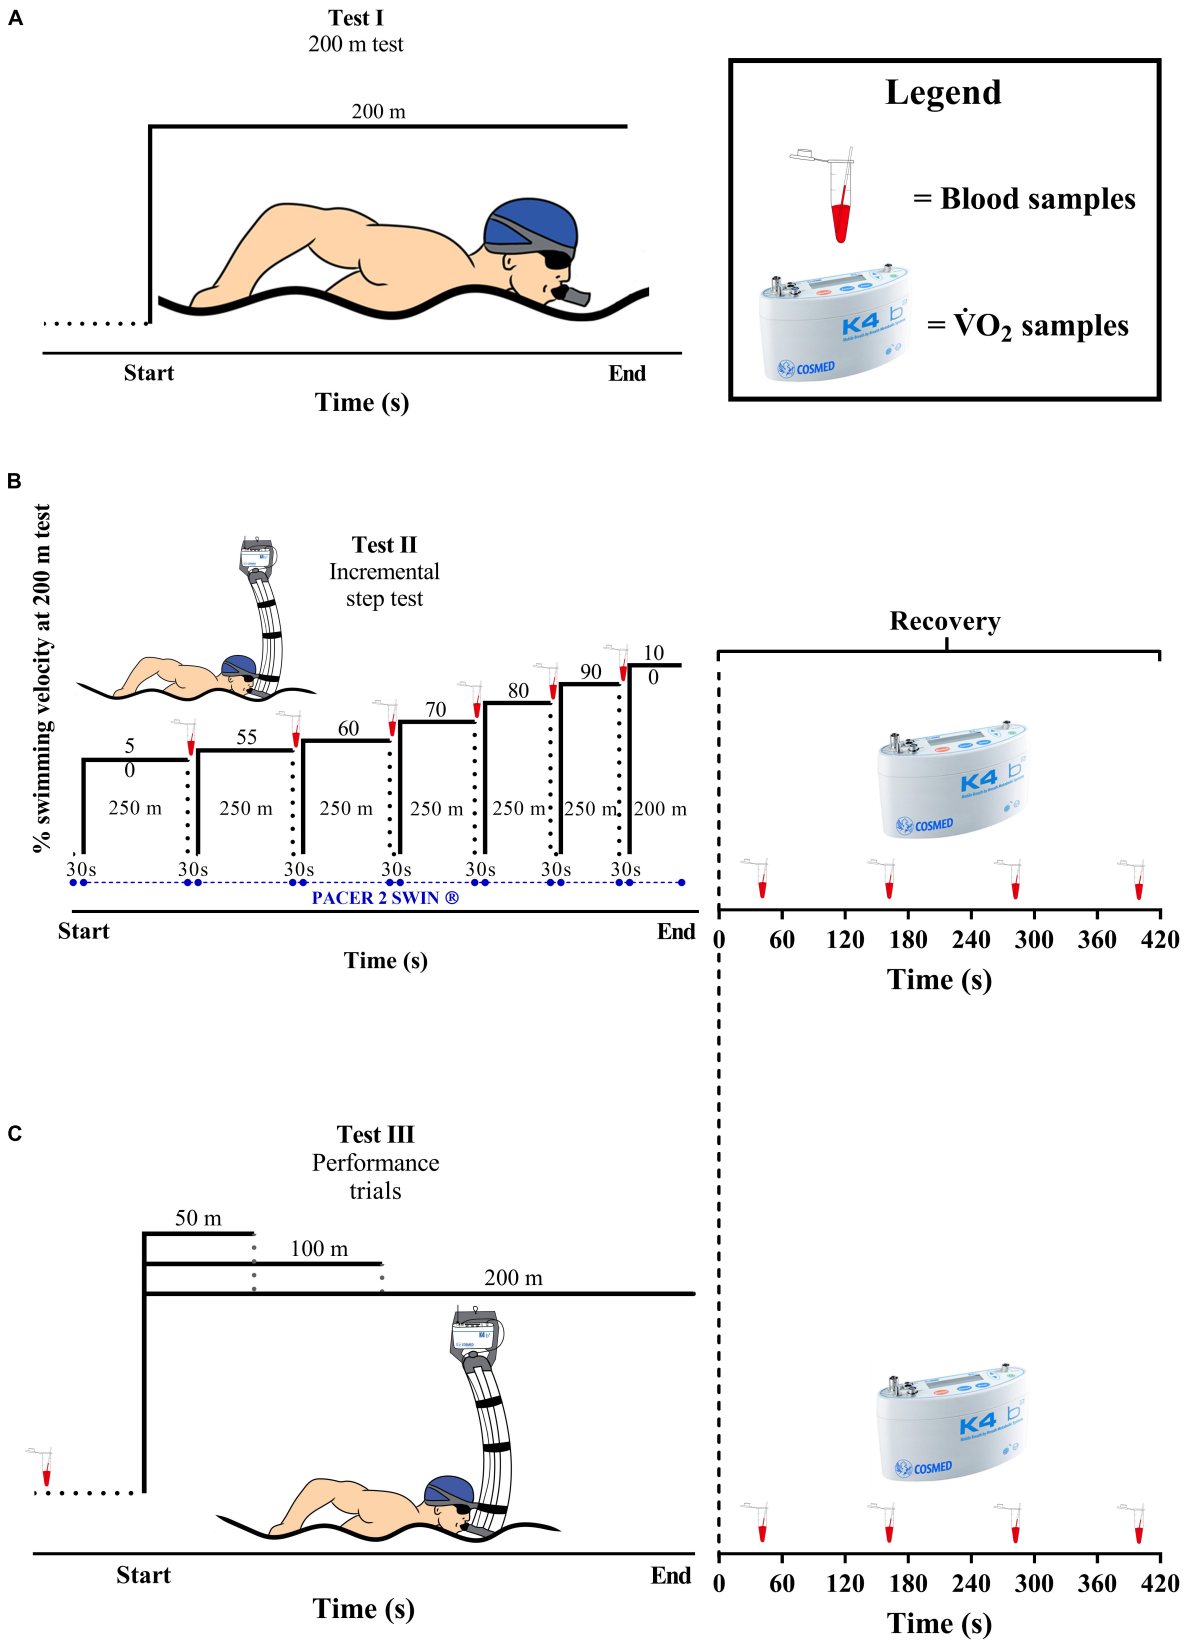 A
Test I
200 m test
200 m
Start
End
Time (s)
Legend
= Blood samples
K4 b
COSMED
= V̇O₂ samples
B
% swimming velocity at 200 m test
Test II
Incremental
step test
5
0
55
60
70
80
90
10
0
250 m
250 m
250 m
250 m
250 m
250 m
200 m
30s
30s
30s
30s
30s
30s
30s
PACER 2 SWIN ®
Start
End
Time (s)
Recovery
K4 b
COSMED
0 60 120 180 240 300 360 420
Time (s)
C
Test III
Performance
trials
50 m
100 m
200 m
K4 b
COSMED
Start
End
Time (s)
K4 b
COSMED
0 60 120 180 240 300 360 420
Time (s)